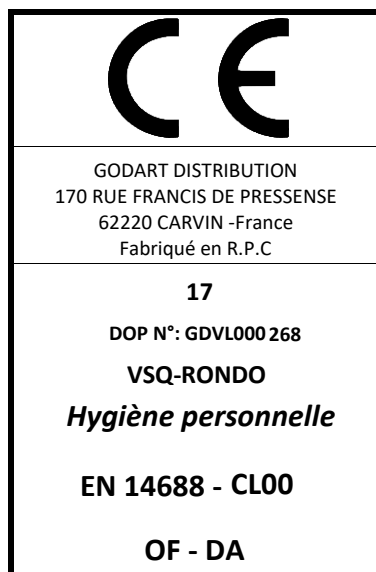 CE
GODART DISTRIBUTION
170 RUE FRANCIS DE PRESSENSE
62220 CARVIN -France
Fabriqué en R.P.C
17
DOP N°: GDVL000 268
VSQ-RONDO
Hygiène personnelle
EN 14688 - CL00
OF - DA